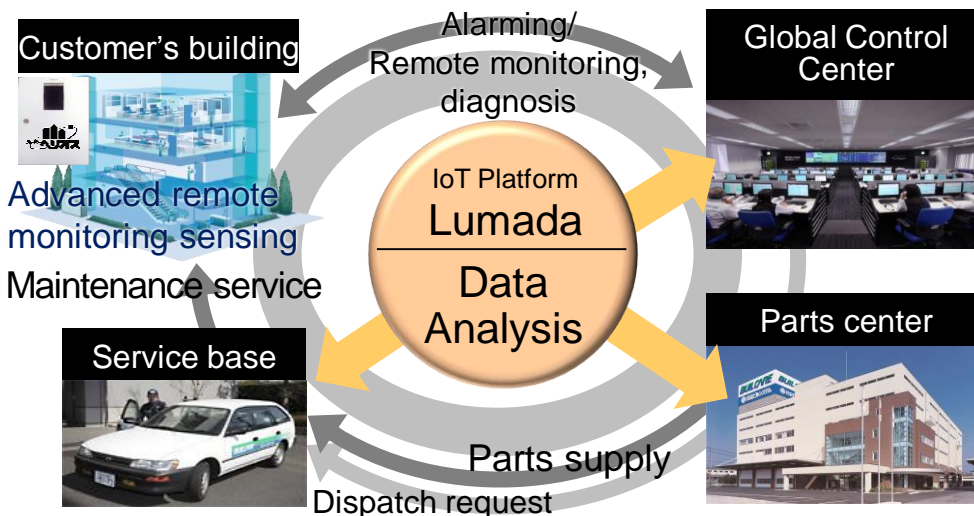 Customer’s building
Alarming/
Remote monitoring,
diagnosis
Global Control
Center
IoT Platform
Lumada
Data
Analysis
Advanced remote
monitoring sensing
Maintenance service
Service base
Parts center
Parts supply
Dispatch request